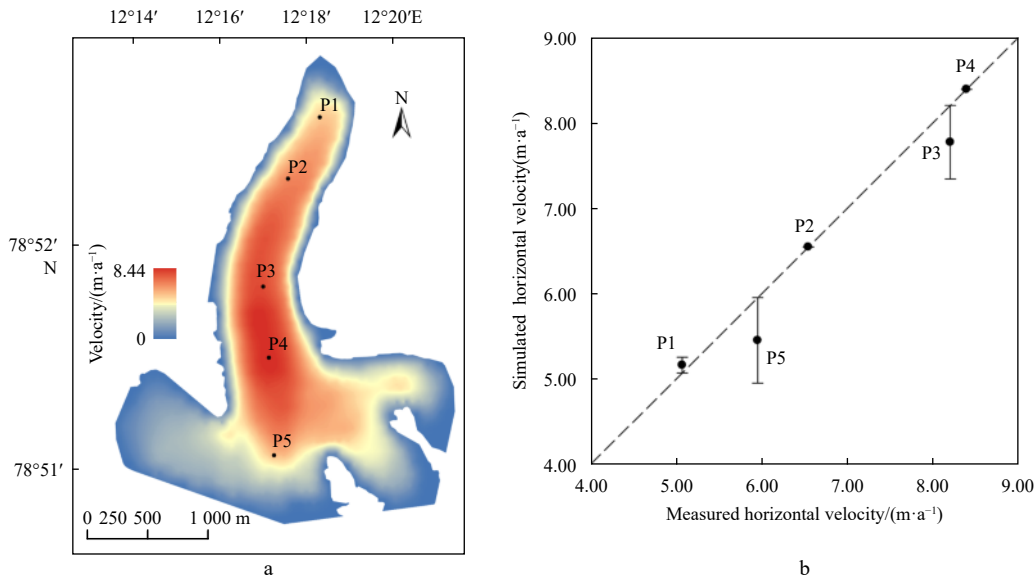 12°14′ 12°16′ 12°18′ 12°20′E
N
P1
P2
78°52′
N
P3
8.44
Velocity/(m·a⁻¹)
0
P4
P5
78°51′
0 250 500 1 000 m
a
9.00
P4
8.00
P3
Simulated horizontal velocity(m·a⁻¹)
7.00
P2
6.00
P1
P5
5.00
4.00
4.00 5.00 6.00 7.00 8.00 9.00
Measured horizontal velocity/(m·a⁻¹)
b